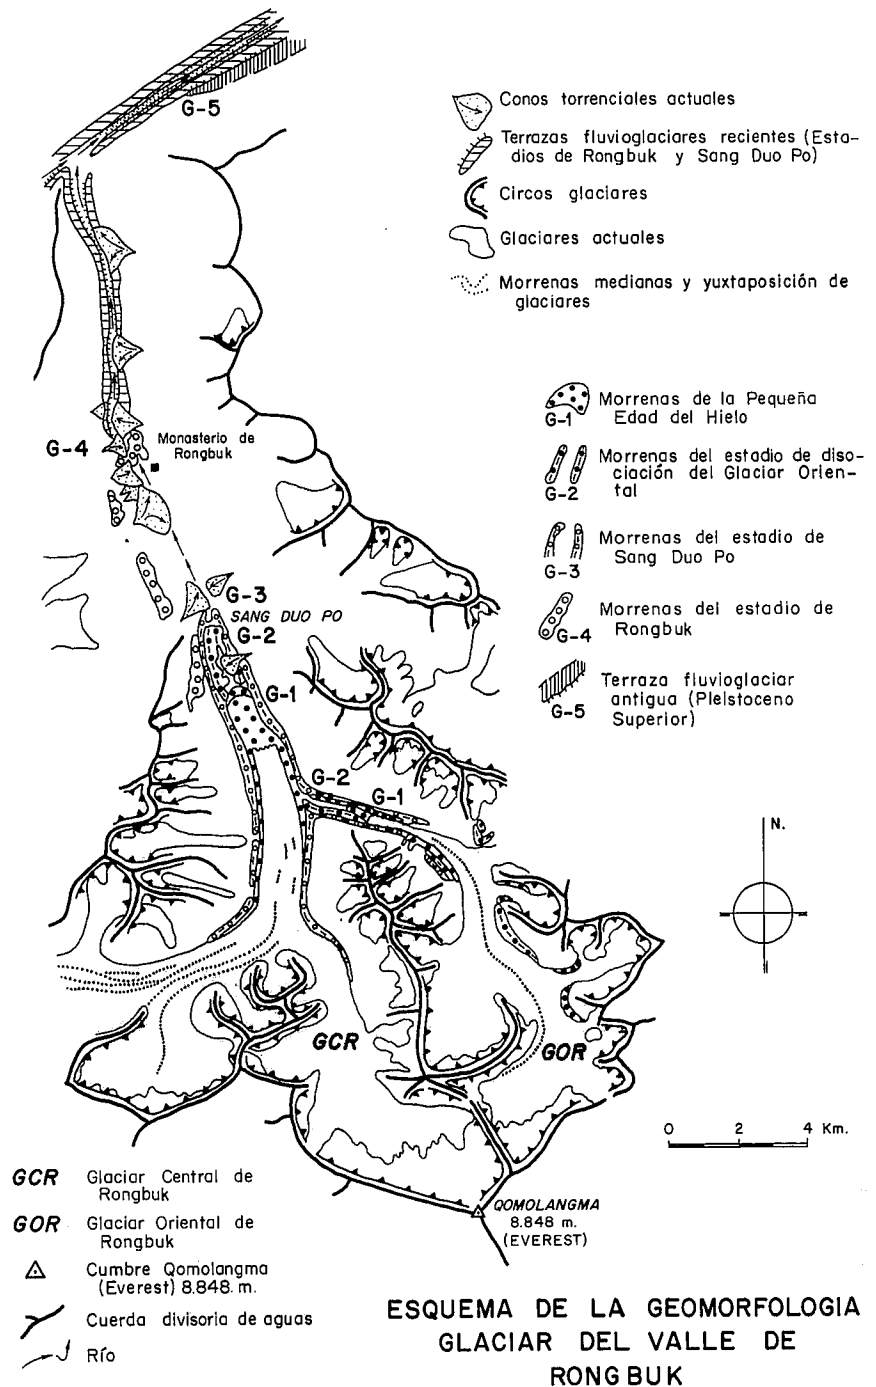 G-5
Conos torrenciales actuales
Terrazas fluvioglaciares recientes (Esta-
dios de Rongbuk y Sang Duo Po)
Circos glaciares
Glaciares actuales
Morrenas medianas y yuxtaposición de
glaciares
Morrenas de la Pequeña
Edad del Hielo
G-1
Morrenas del estadio de diso-
ciación del Glaciar Orien-
tal
G-2
Morrenas del estadio de
Sang Duo Po
G-3
Morrenas del estadio de
Rongbuk
G-4
Terraza fluvioglaciar
antigua (Pleistoceno
Superior)
G-5
G-4
Monasterio de
Rongbuk
G-3
SANG DUO PO
G-2
G-1
G-2
G-1
N.
GCR
GOR
0 2 4 Km.
QOMOLANGMA
8.848 m.
(EVEREST)
GCR Glaciar Central de
Rongbuk
GOR Glaciar Oriental de
Rongbuk
Cumbre Qomolangma
(Everest) 8.848. m.
Cuerda divisoria de aguas
Río
ESQUEMA DE LA GEOMORFOLOGIA
GLACIAR DEL VALLE DE
RONGBUK